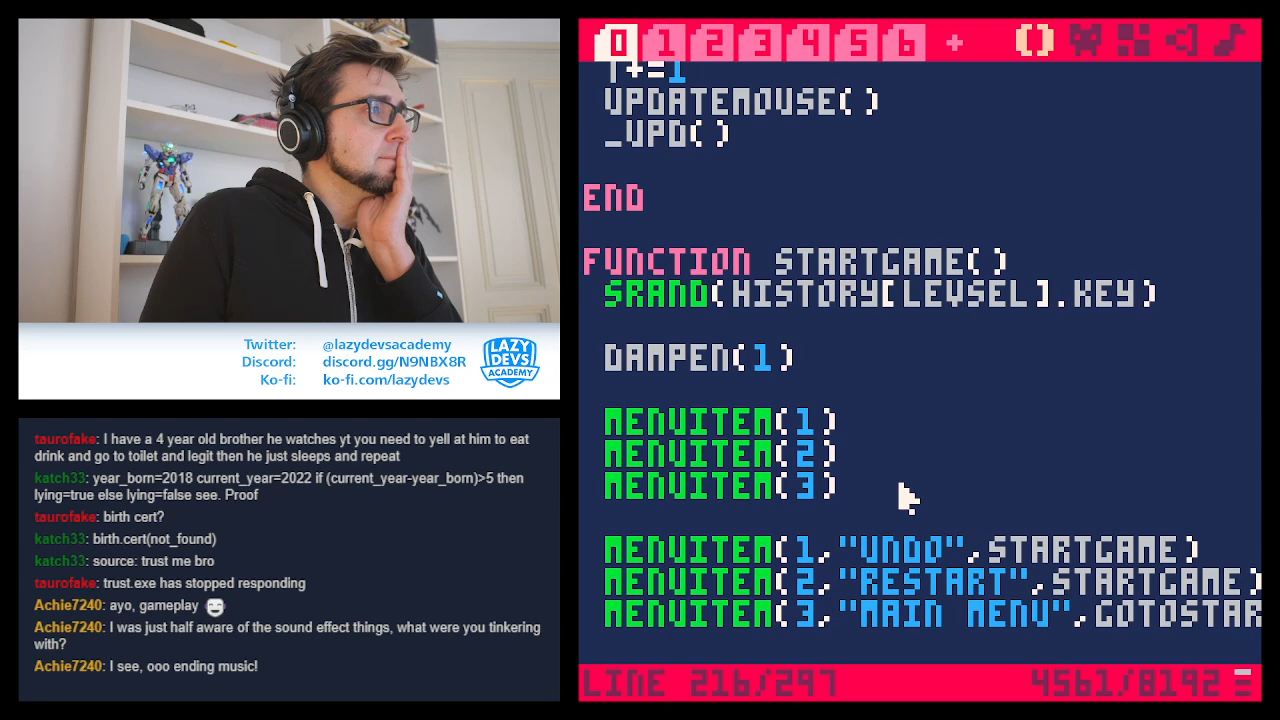 Twitter: @lazydevsacademy
Discord: discord.gg/N9NBX8R
Ko-fi: ko-fi.com/lazydevs
LAZY
DEVS
ACADEMY
taurofake: I have a 4 year old brother he watches yt you need to yell at him to eat
drink and go to toilet and legit then he just sleeps and repeat
katch33: year_born=2018 current_year=2022 if (current_year-year_born)>5 then
lying=true else lying=false see. Proof
taurofake: birth cert?
katch33: birth.cert(not_found)
katch33: source: trust me bro
taurofake: trust.exe has stopped responding
Achie7240: ayo, gameplay
Achie7240: I was just half aware of the sound effect things, what were you tinkering
with?
Achie7240: I see, ooo ending music!
0 1 2 3 4 5 6 + ()
T+=1
UPDATEMOUSE()
_UPD()
END
FUNCTION STARTGAME()
SRAND(HISTORY[LEVSEL].KEY)
DAMPEN(1)
MENUITEM(1)
MENUITEM(2)
MENUITEM(3)
MENUITEM(1,"UNDO",STARTGAME)
MENUITEM(2,"RESTART",STARTGAME)
MENUITEM(3,"MAIN MENU",GOTOSTAR
LINE 216/297 4561/8192